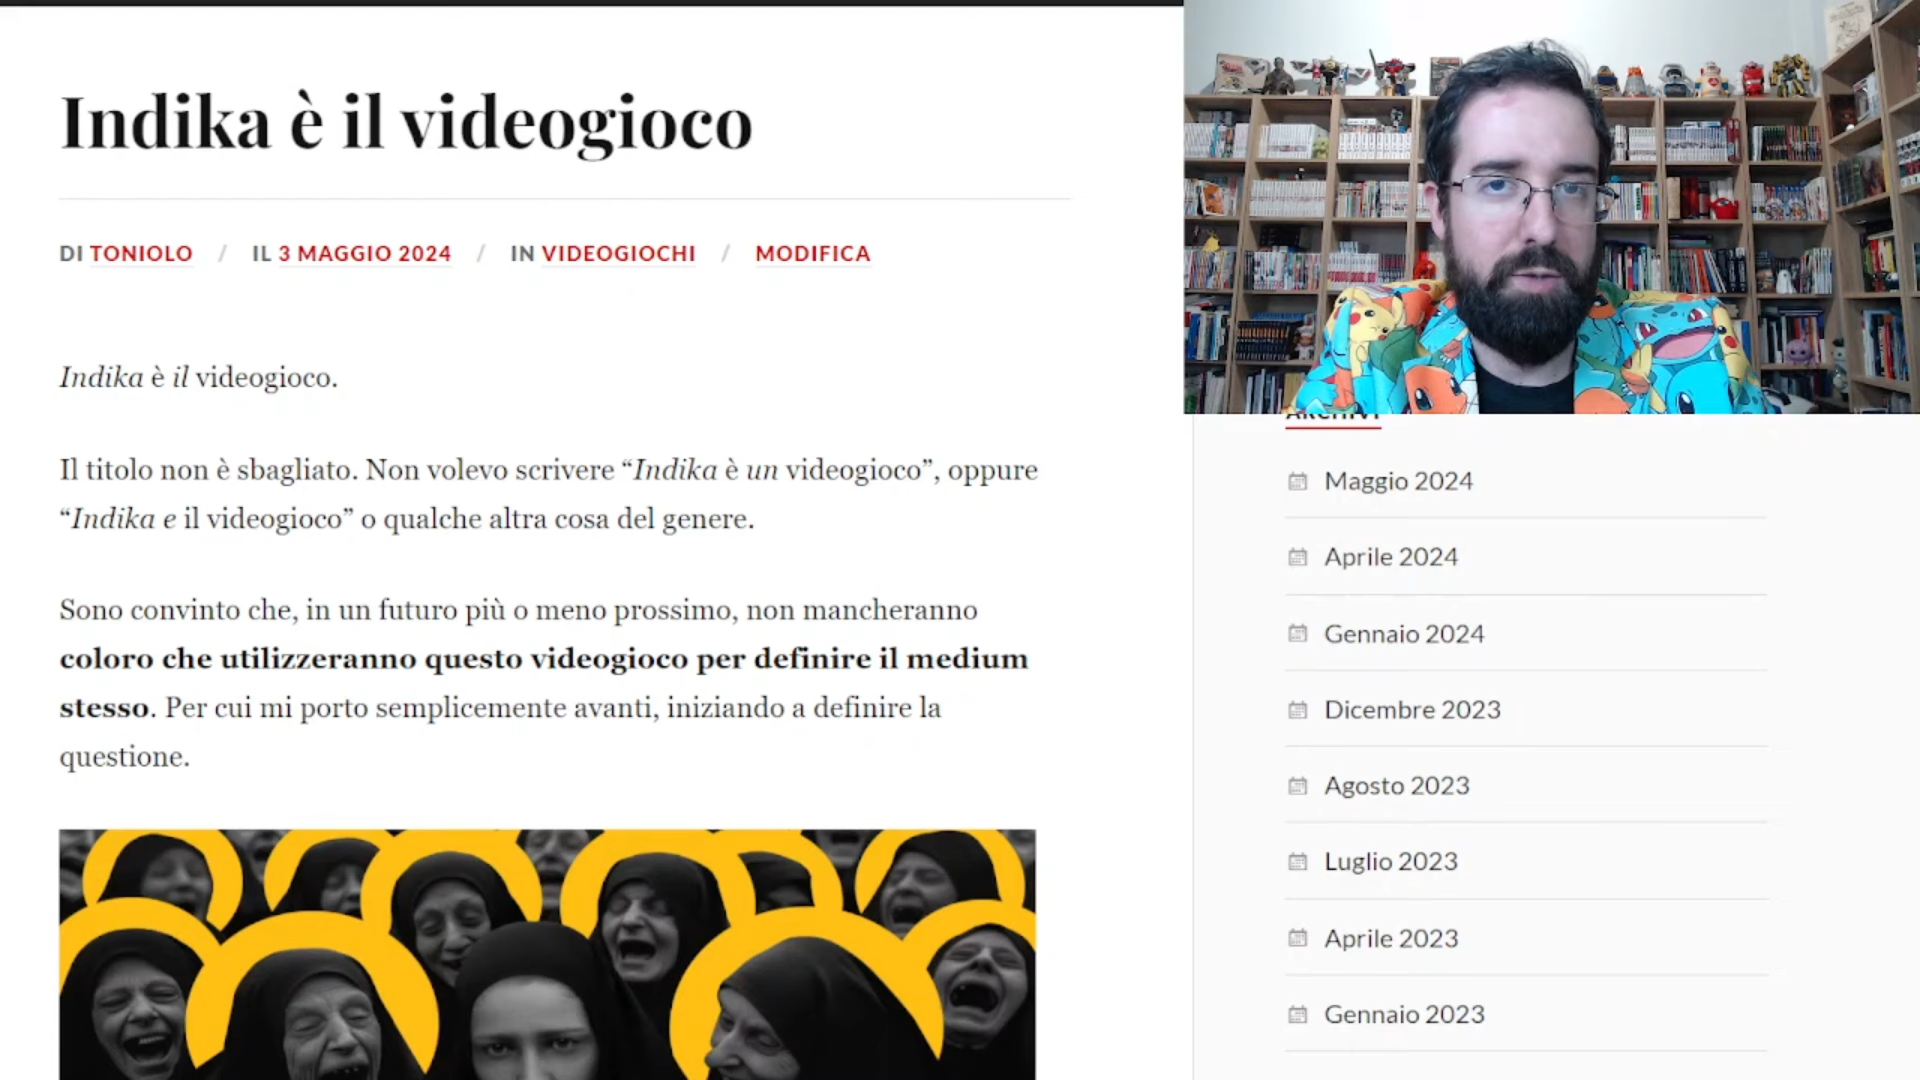 Indika è il videogioco
DI TONIOLO / IL 3 MAGGIO 2024 / IN VIDEOGIOCHI / MODIFICA
Indika è il videogioco.
Il titolo non è sbagliato. Non volevo scrivere “Indika è un videogioco”, oppure
“Indika e il videogioco” o qualche altra cosa del genere.
Sono convinto che, in un futuro più o meno prossimo, non mancheranno
coloro che utilizzeranno questo videogioco per definire il medium
stesso. Per cui mi porto semplicemente avanti, iniziando a definire la
questione.
ARCHIVI
Maggio 2024
Aprile 2024
Gennaio 2024
Dicembre 2023
Agosto 2023
Luglio 2023
Aprile 2023
Gennaio 2023